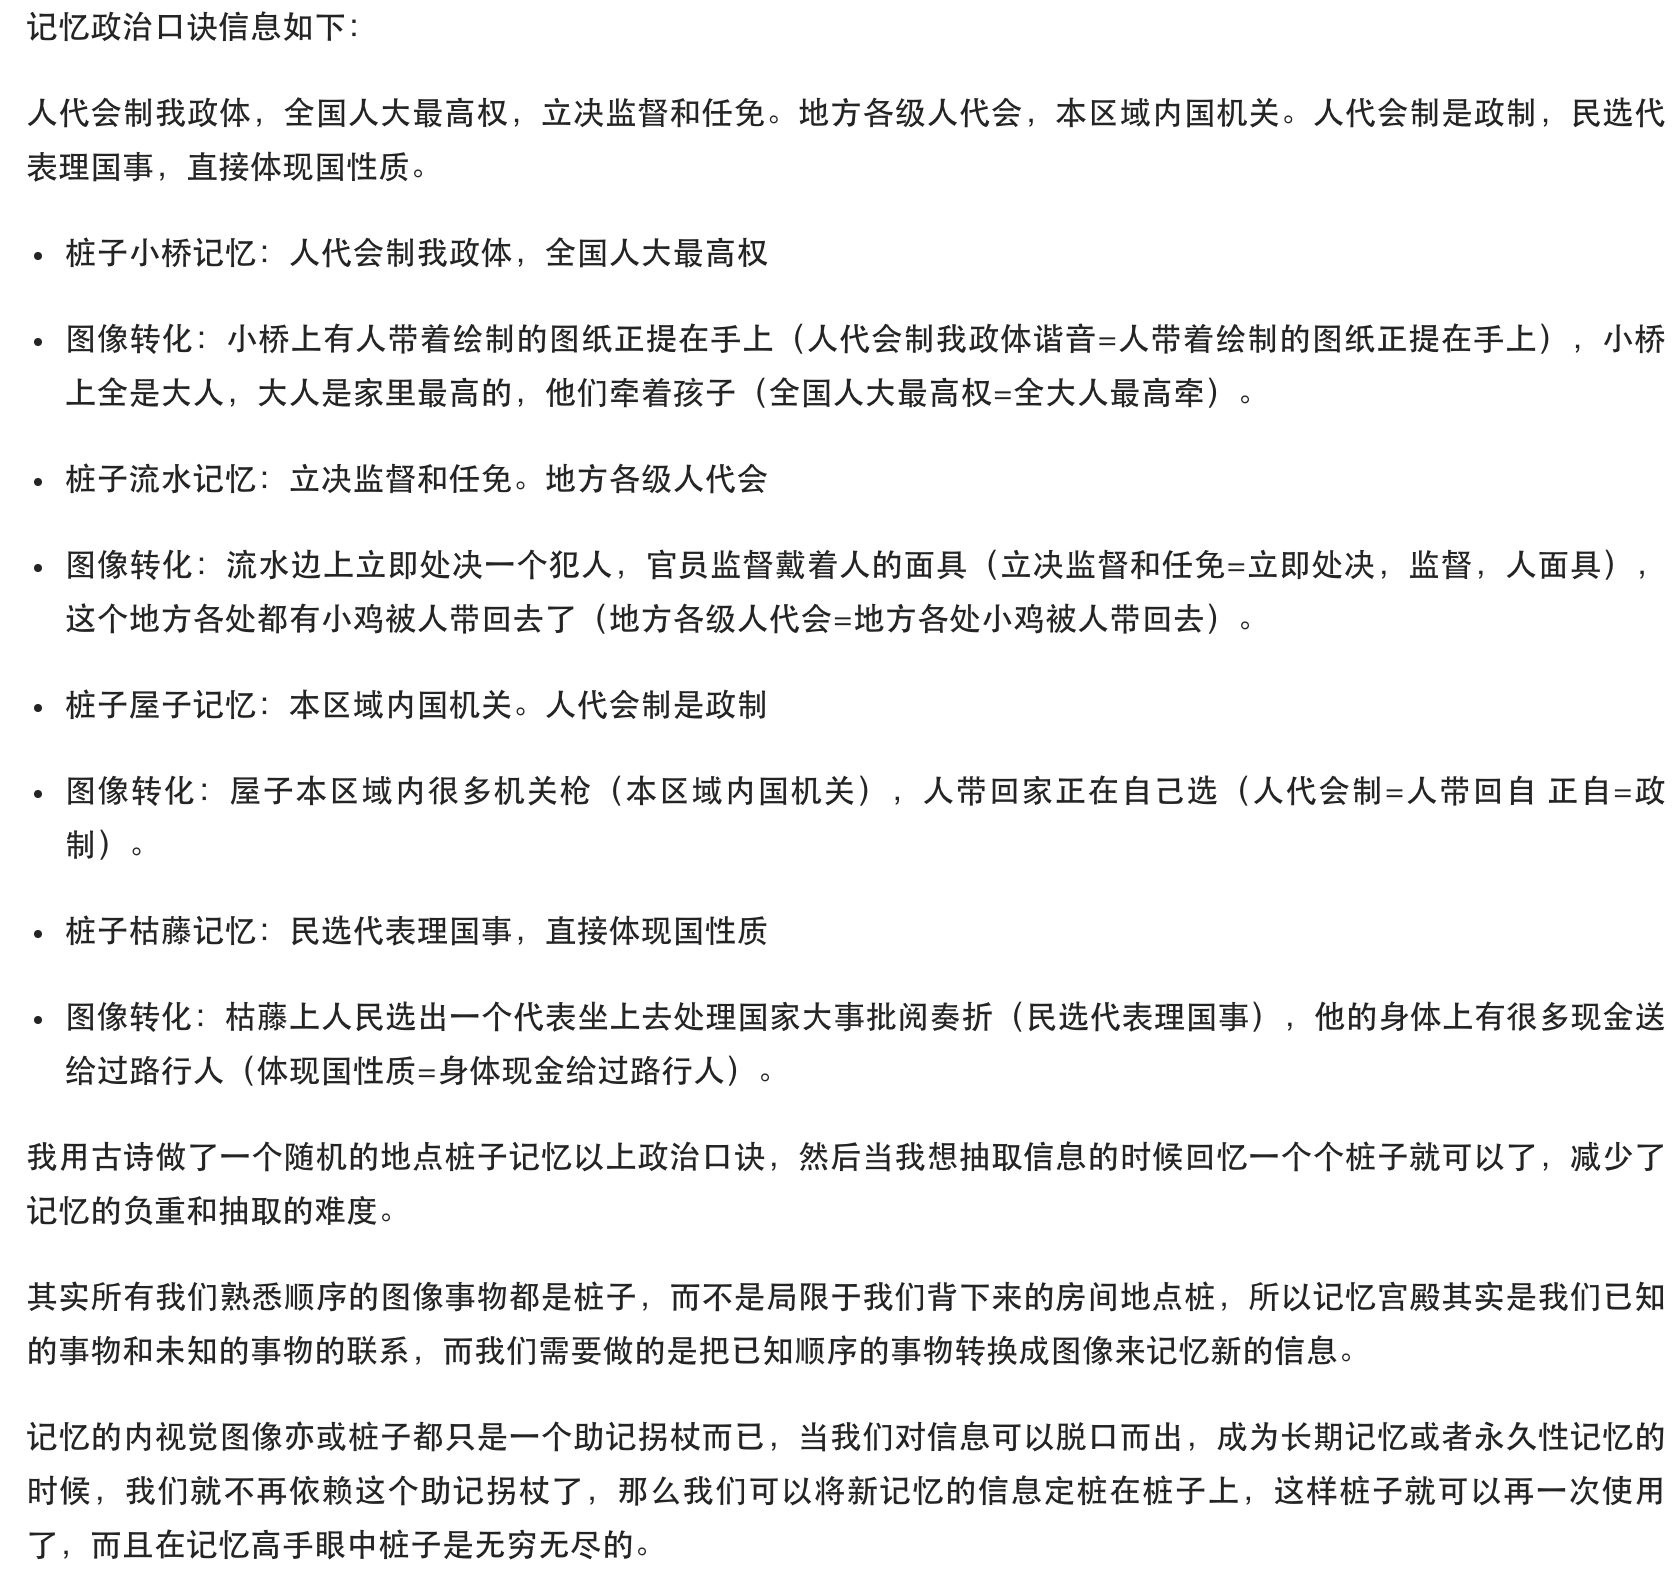 记忆政治口诀信息如下：
人代会制我政体，全国人大最高权，立决监督和任免。地方各级人代会，本区域内国机关。人代会制是政制，民选代
表理国事，直接体现国性质。
• 桩子小桥记忆：人代会制我政体，全国人大最高权
• 图像转化：小桥上有人带着绘制的图纸正提在手上（人代会制我政体谐音=人带着绘制的图纸正提在手上），小桥
上全是大人，大人是家里最高的，他们牵着孩子（全国人大最高权=全大人最高牵）。
• 桩子流水记忆：立决监督和任免。地方各级人代会
• 图像转化：流水边上立即处决一个犯人，官员监督戴着人的面具（立决监督和任免=立即处决，监督，人面具），
这个地方各处都有小鸡被人带回去了（地方各级人代会=地方各处小鸡被人带回去）。
• 桩子屋子记忆：本区域内国机关。人代会制是政制
• 图像转化：屋子本区域内很多机关枪（本区域内国机关），人带回家正在自己选（人代会制=人带回自 正自=政
制）。
• 桩子枯藤记忆：民选代表理国事，直接体现国性质
• 图像转化：枯藤上人民选出一个代表坐上去处理国家大事批阅奏折（民选代表理国事），他的身体上有很多现金送
给过路行人（体现国性质=身体现金给过路行人）。
我用古诗做了一个随机的地点桩子记忆以上政治口诀，然后当我想抽取信息的时候回忆一个个桩子就可以了，减少了
记忆的负重和抽取的难度。
其实所有我们熟悉顺序的图像事物都是桩子，而不是局限于我们背下来的房间地点桩，所以记忆宫殿其实是我们已知
的事物和未知的事物的联系，而我们需要做的是把已知顺序的事物转换成图像来记忆新的信息。
记忆的内视觉图像亦或桩子都只是一个助记拐杖而已，当我们对信息可以脱口而出，成为长期记忆或者永久性记忆的
时候，我们就不再依赖这个助记拐杖了，那么我们可以将新记忆的信息定桩在桩子上，这样桩子就可以再一次使用
了，而且在记忆高手眼中桩子是无穷无尽的。